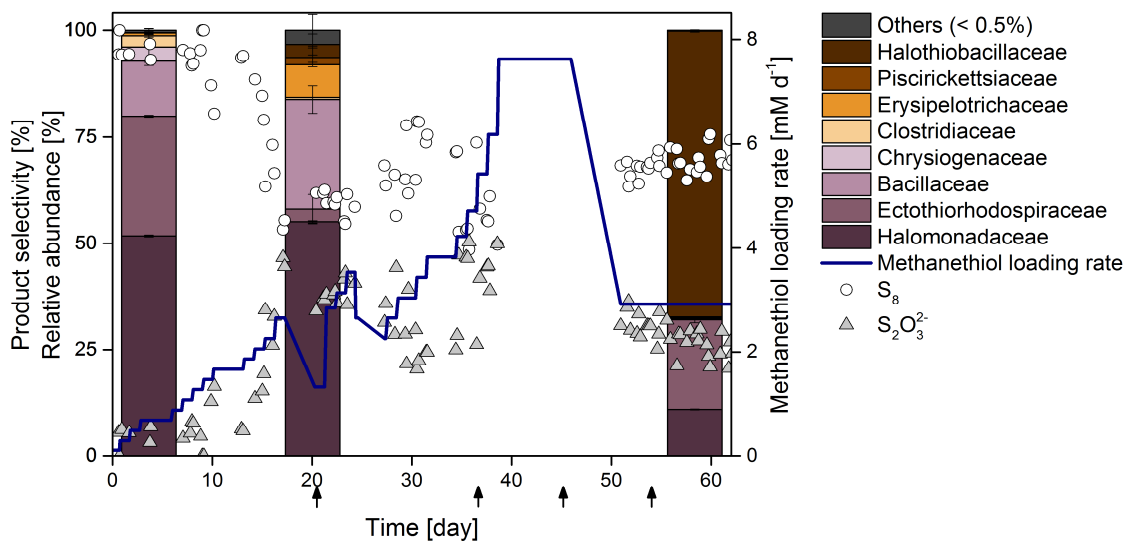 Product selectivity [%]
Relative abundance [%]
100
75
50
25
0
0
10
20
30
40
50
60
Time [day]
8
6
4
2
0
Methanethiol loading rate [mM d⁻¹]
Others (< 0.5%)
Halothiobacillaceae
Piscirickettsiaceae
Erysipelotrichaceae
Clostridiaceae
Chrysiogenaceae
Bacillaceae
Ectothiorhodospiraceae
Halomonadaceae
Methanethiol loading rate
S₈
S₂O₃²⁻